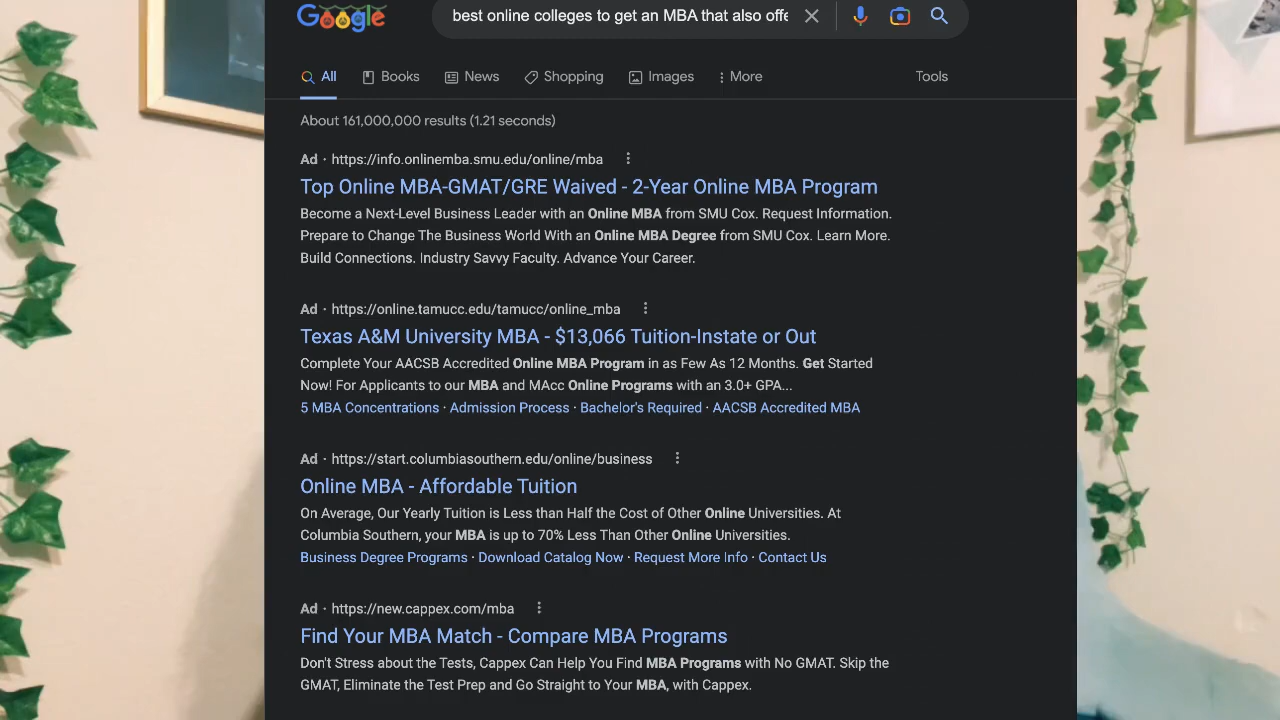 Google
best online colleges to get an MBA that also offe
All
Books
News
Shopping
Images
More
Tools
About 161,000,000 results (1.21 seconds)
Ad · https://info.onlinemba.smu.edu/online/mba
Top Online MBA-GMAT/GRE Waived - 2-Year Online MBA Program
Become a Next-Level Business Leader with an Online MBA from SMU Cox. Request Information.
Prepare to Change The Business World With an Online MBA Degree from SMU Cox. Learn More.
Build Connections. Industry Savvy Faculty. Advance Your Career.
Ad · https://online.tamucc.edu/tamucc/online_mba
Texas A&M University MBA - $13,066 Tuition-Instate or Out
Complete Your AACSB Accredited Online MBA Program in as Few As 12 Months. Get Started
Now! For Applicants to our MBA and MAcc Online Programs with an 3.0+ GPA...
5 MBA Concentrations · Admission Process · Bachelor's Required · AACSB Accredited MBA
Ad · https://start.columbiasouthern.edu/online/business
Online MBA - Affordable Tuition
On Average, Our Yearly Tuition is Less than Half the Cost of Other Online Universities. At
Columbia Southern, your MBA is up to 70% Less Than Other Online Universities.
Business Degree Programs · Download Catalog Now · Request More Info · Contact Us
Ad · https://new.cappex.com/mba
Find Your MBA Match - Compare MBA Programs
Don't Stress about the Tests, Cappex Can Help You Find MBA Programs with No GMAT. Skip the
GMAT, Eliminate the Test Prep and Go Straight to Your MBA, with Cappex.